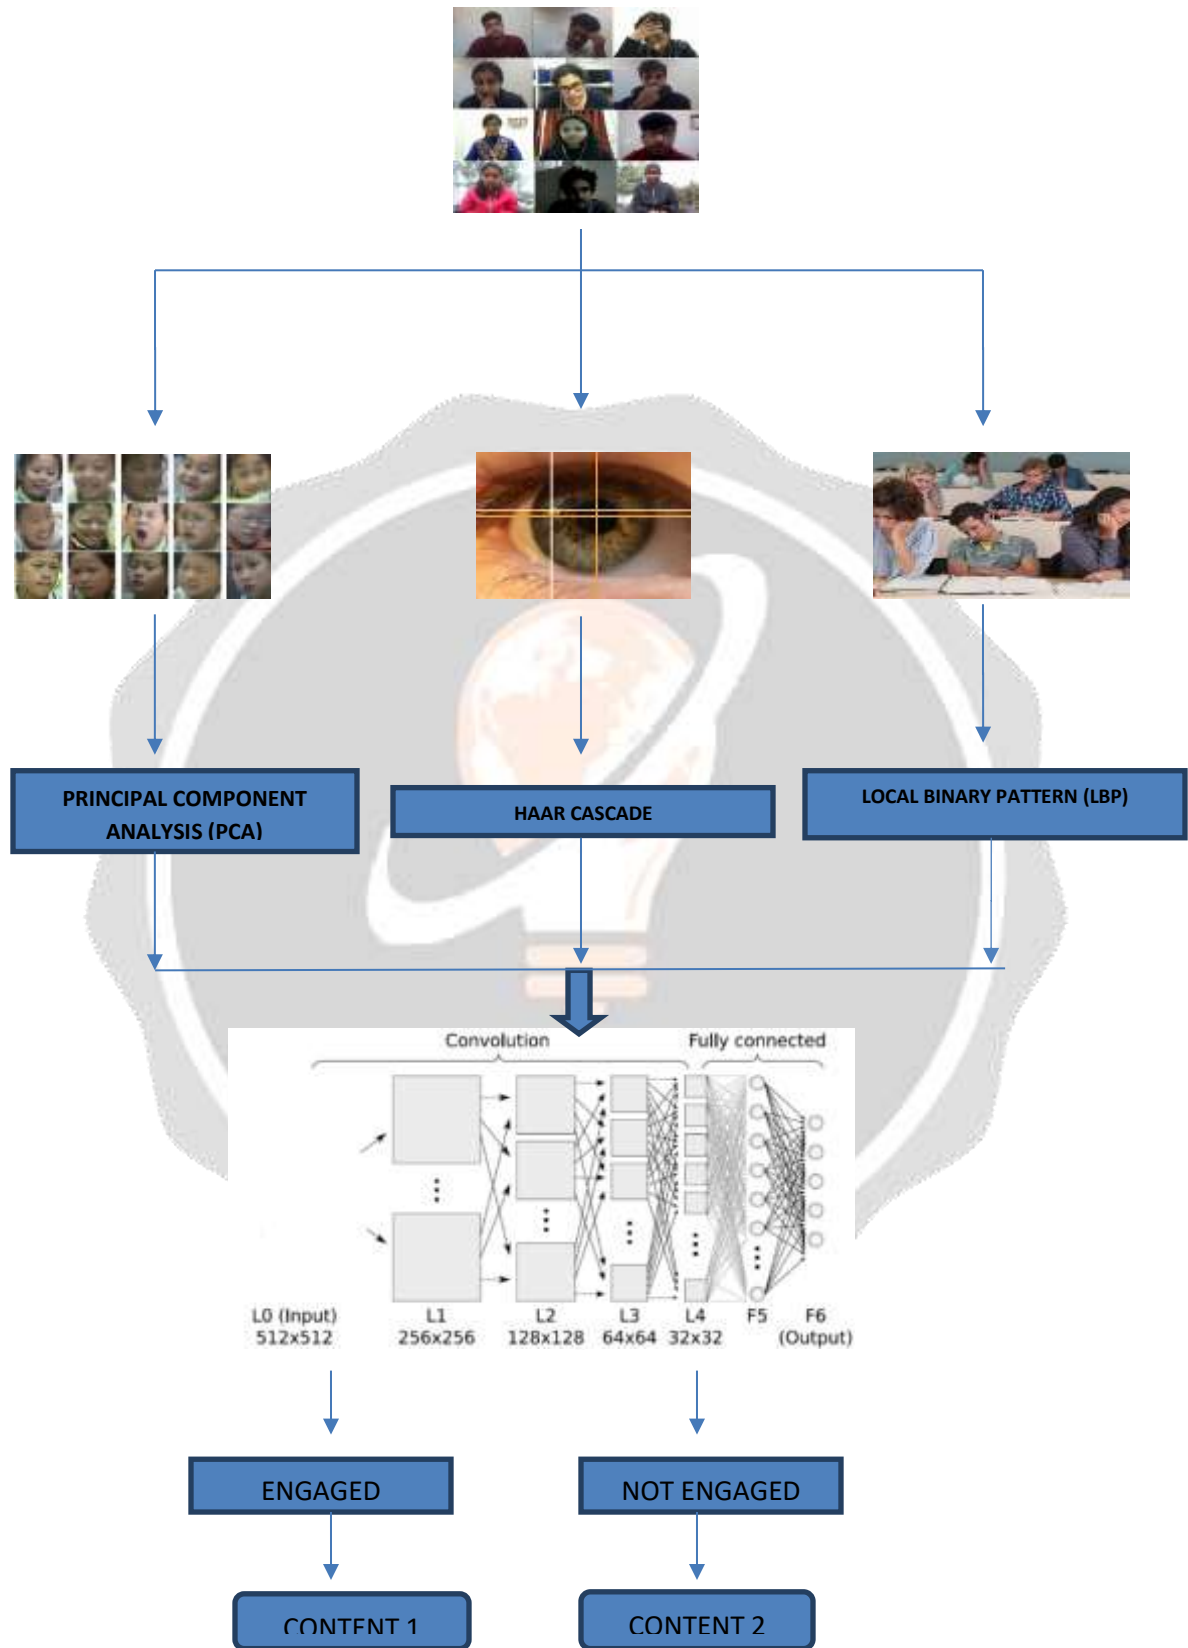 PRINCIPAL COMPONENT
ANALYSIS (PCA)
HAAR CASCADE
LOCAL BINARY PATTERN (LBP)
Convolution
Fully connected
L0 (Input)
512x512
L1
256x256
L2
128x128
L3
64x64
L4
32x32
F5
F6
(Output)
ENGAGED
NOT ENGAGED
CONTENT 1
CONTENT 2